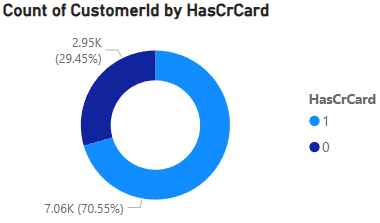 Count of CustomerId by HasCrCard
2.95K
(29.45%)
HasCrCard
1
0
7.06K (70.55%)